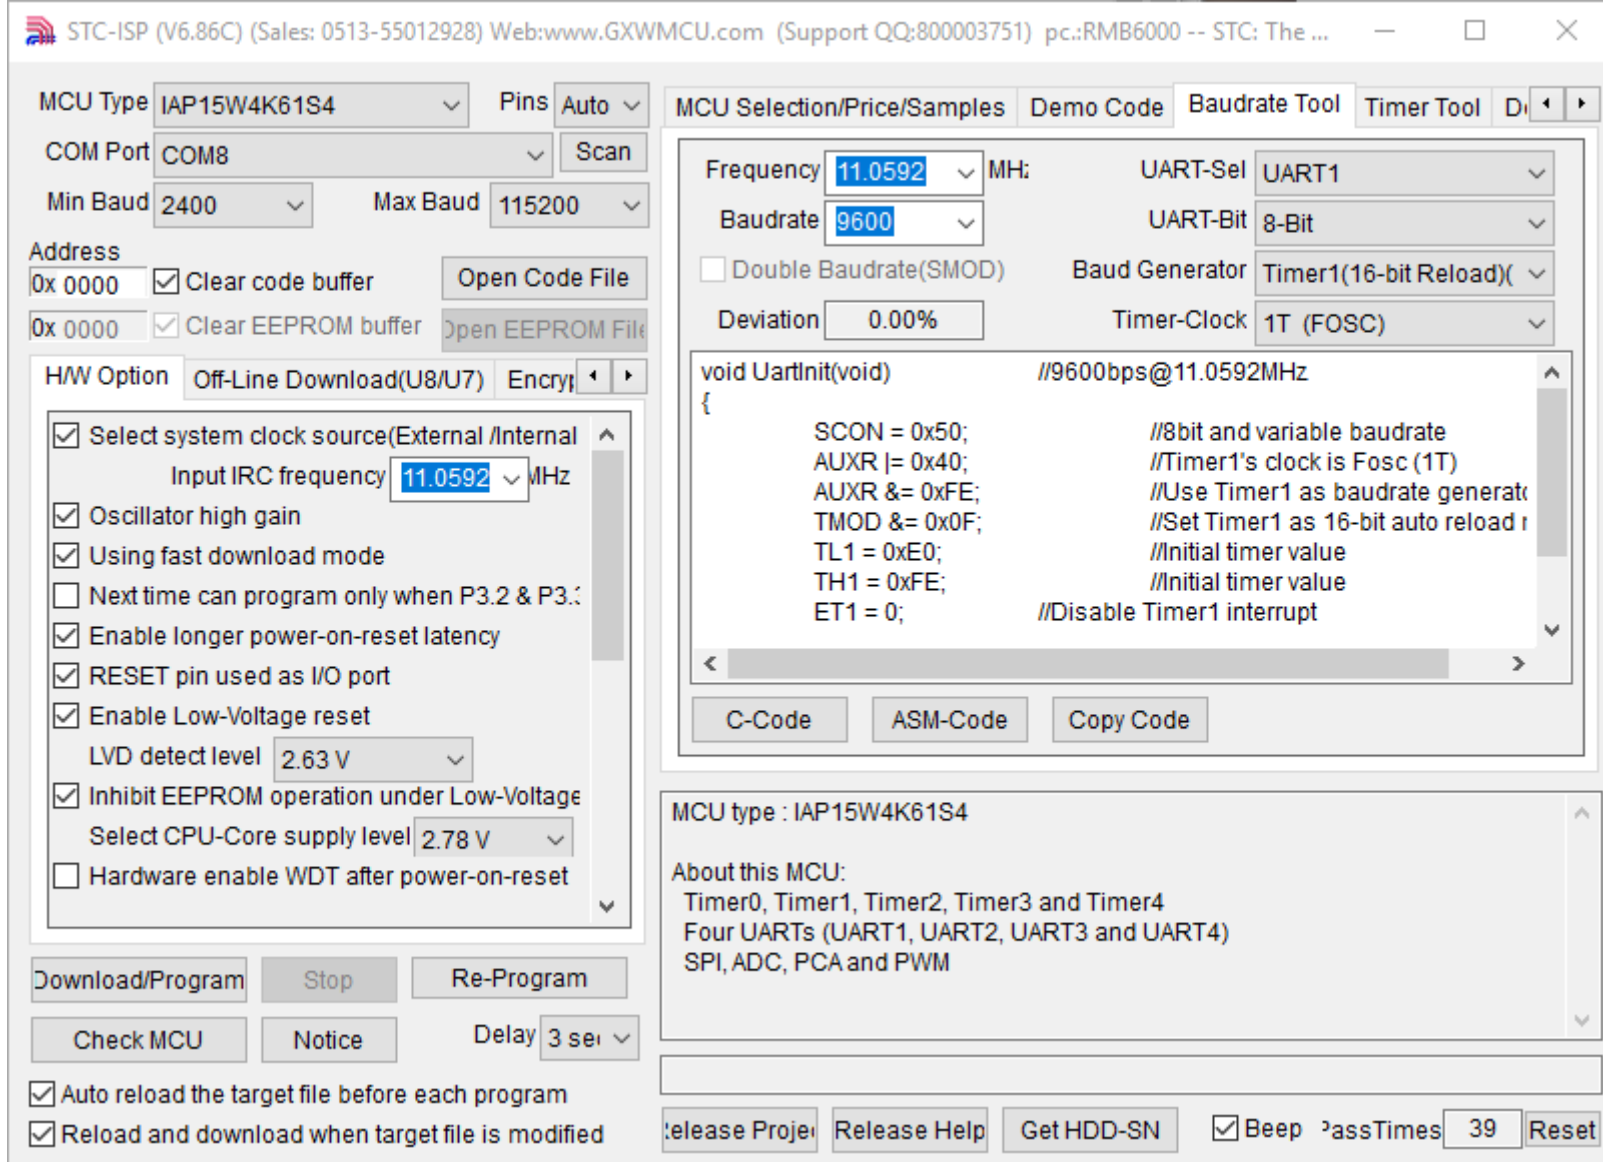 STC-ISP (V6.86C) (Sales: 0513-55012928) Web:www.GXWMCU.com (Support QQ:800003751) pc.:RMB6000 -- STC: The ...
MCU Type IAP15W4K61S4 Pins Auto
COM Port COM8 Scan
Min Baud 2400 Max Baud 115200
Address
0x 0000 Clear code buffer Open Code File
0x 0000 Clear EEPROM buffer Open EEPROM File
H/W Option Off-Line Download(U8/U7) Encryp
Select system clock source(External /Internal
Input IRC frequency 11.0592 MHz
Oscillator high gain
Using fast download mode
Next time can program only when P3.2 & P3.3
Enable longer power-on-reset latency
RESET pin used as I/O port
Enable Low-Voltage reset
LVD detect level 2.63 V
Inhibit EEPROM operation under Low-Voltage
Select CPU-Core supply level 2.78 V
Hardware enable WDT after power-on-reset
Download/Program Stop Re-Program
Check MCU Notice Delay 3 se
Auto reload the target file before each program
Reload and download when target file is modified
MCU Selection/Price/Samples Demo Code Baudrate Tool Timer Tool D
Frequency 11.0592 MHz UART-Sel UART1
Baudrate 9600 UART-Bit 8-Bit
Double Baudrate(SMOD) Baud Generator Timer1(16-bit Reload)(
Deviation 0.00% Timer-Clock 1T (FOSC)
void UartInit(void) //9600bps@11.0592MHz
{
SCON = 0x50; //8bit and variable baudrate
AUXR |= 0x40; //Timer1's clock is Fosc (1T)
AUXR &= 0xFE; //Use Timer1 as baudrate generato
TMOD &= 0x0F; //Set Timer1 as 16-bit auto reload
TL1 = 0xE0; //Initial timer value
TH1 = 0xFE; //Initial timer value
ET1 = 0; //Disable Timer1 interrupt
C-Code ASM-Code Copy Code
MCU type : IAP15W4K61S4
About this MCU:
Timer0, Timer1, Timer2, Timer3 and Timer4
Four UARTs (UART1, UART2, UART3 and UART4)
SPI, ADC, PCA and PWM
Release Projec Release Help Get HDD-SN Beep PassTimes 39 Reset